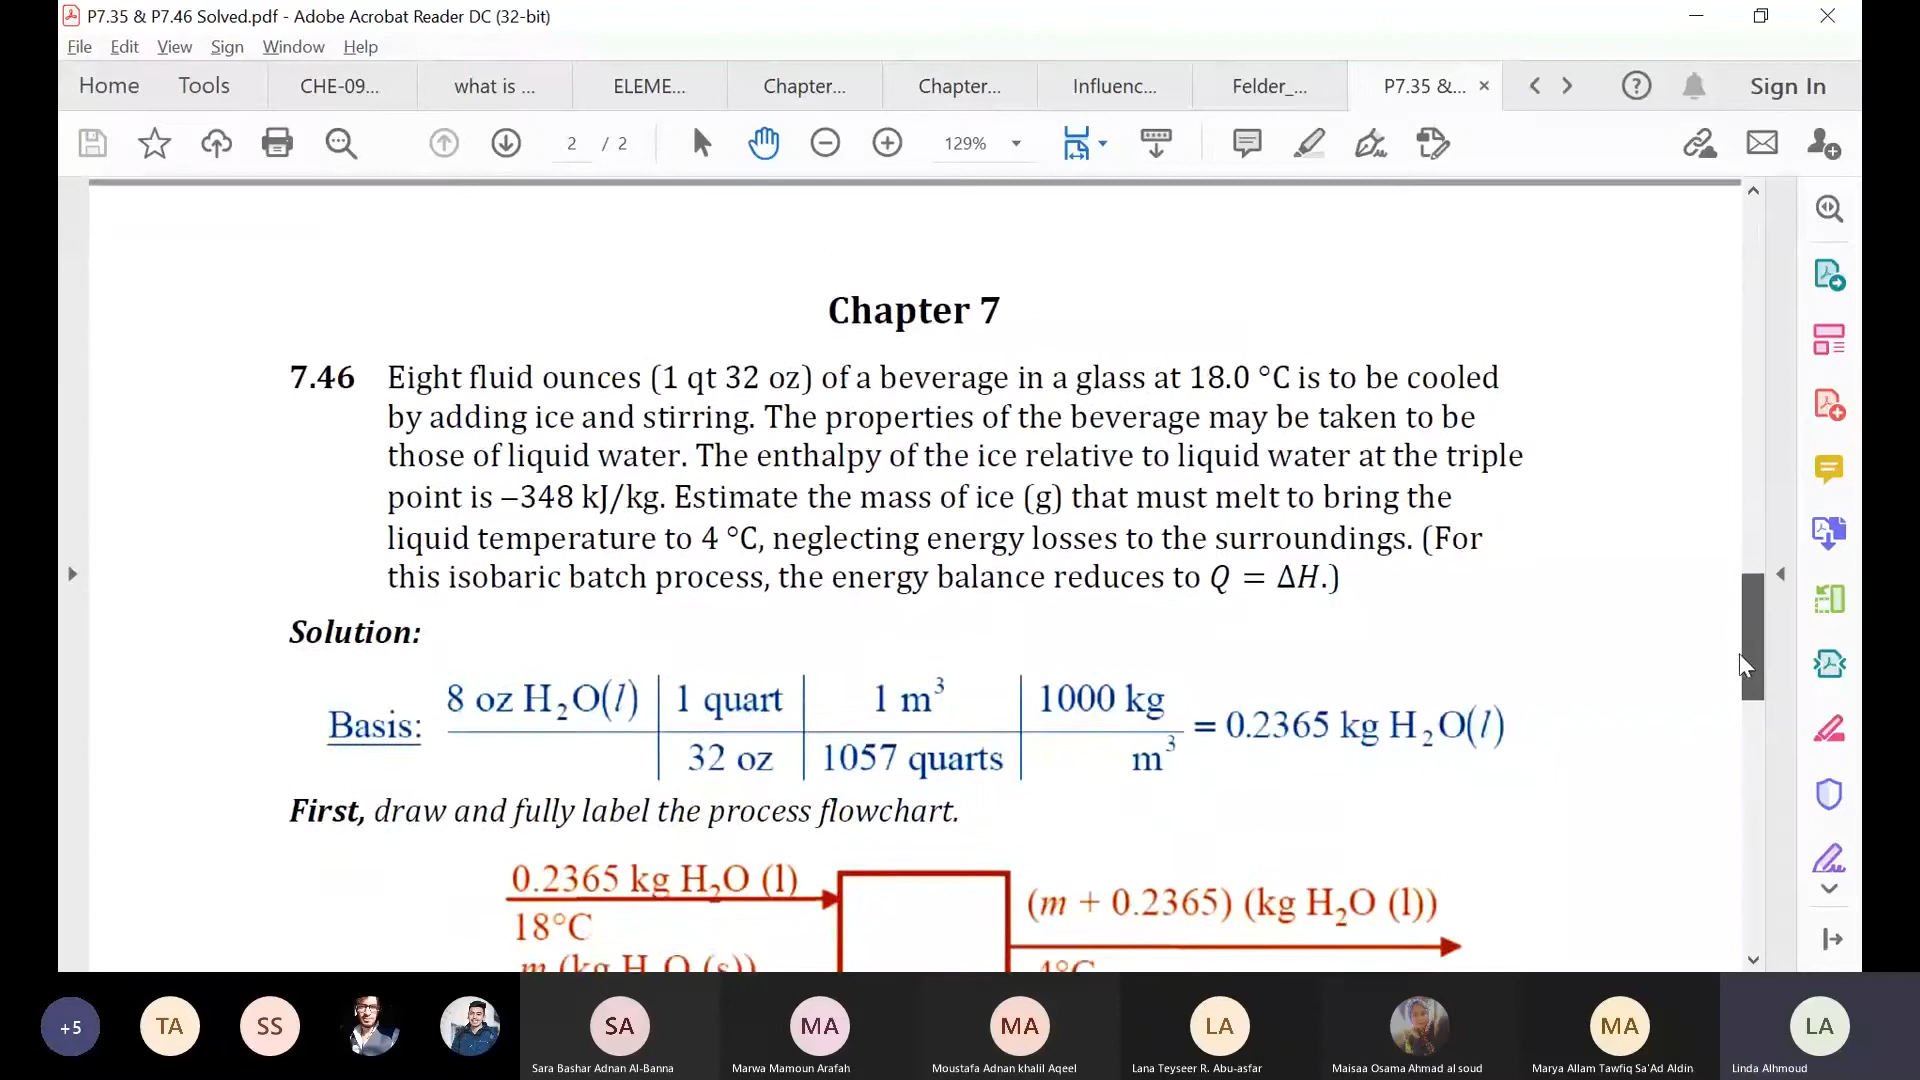 P7.35 & P7.46 Solved.pdf - Adobe Acrobat Reader DC (32-bit)
File Edit View Sign Window Help
Home Tools CHE-09... what is ... ELEME... Chapter... Chapter... Influenc... Felder_... P7.35 &... Sign In
2 / 2 129%
Chapter 7
7.46 Eight fluid ounces (1 qt 32 oz) of a beverage in a glass at 18.0 °C is to be cooled
by adding ice and stirring. The properties of the beverage may be taken to be
those of liquid water. The enthalpy of the ice relative to liquid water at the triple
point is −348 kJ/kg. Estimate the mass of ice (g) that must melt to bring the
liquid temperature to 4 °C, neglecting energy losses to the surroundings. (For
this isobaric batch process, the energy balance reduces to Q = ΔH.)
Solution:
Basis: 8 oz H₂O(l) | 1 quart | 1 m³ | 1000 kg = 0.2365 kg H₂O(l)
32 oz | 1057 quarts | m³
First, draw and fully label the process flowchart.
0.2365 kg H₂O (l)
(m + 0.2365) (kg H₂O (l))
18°C
m (kg H₂O (s))
4°C
+5 TA SS SA MA MA LA MA LA
Sara Bashar Adnan Al-Banna Marwa Mamoun Arafah Moustafa Adnan khalil Aqeel Lana Teyseer R. Abu-asfar Maisaa Osama Ahmad al soud Marya Allam Tawfiq Sa'Ad Aldin Linda Alhmoud